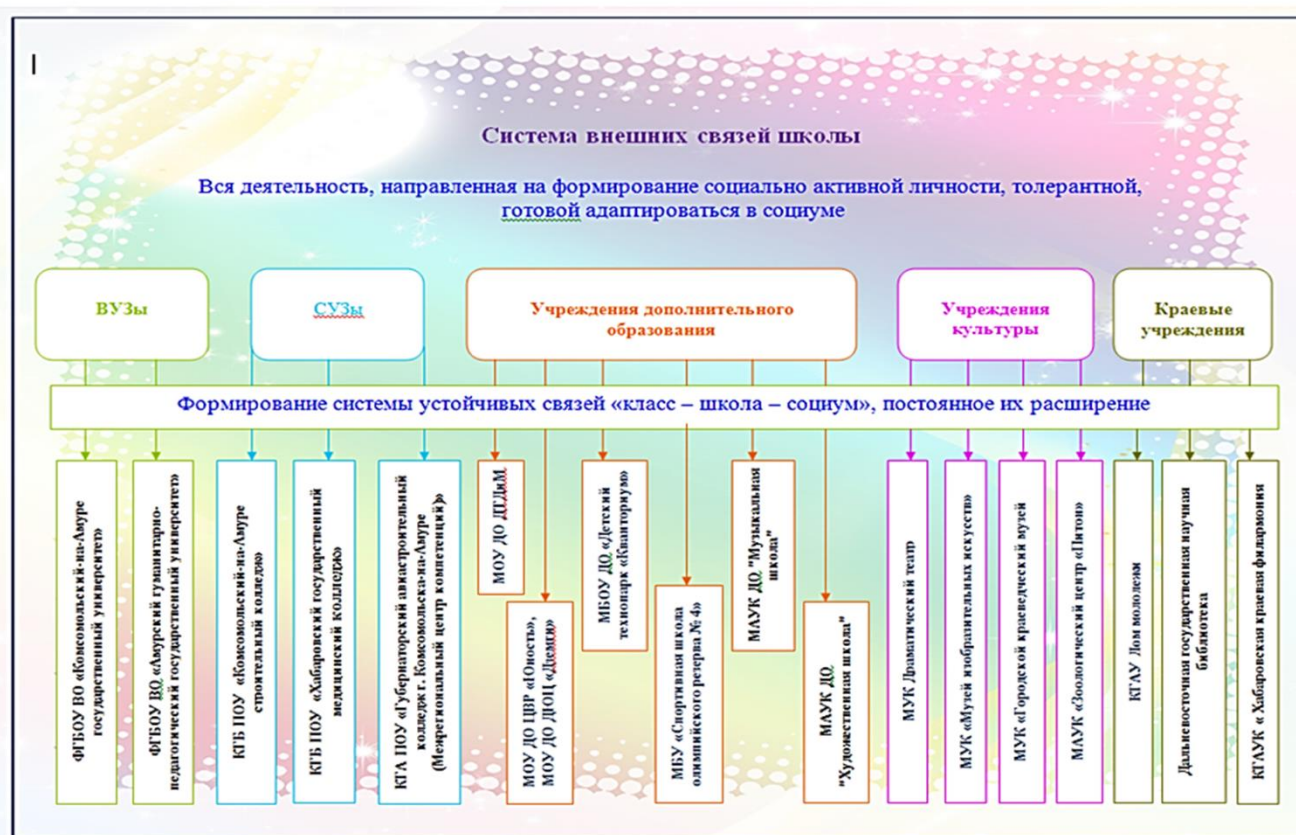 Система внешних связей школы
Вся деятельность, направленная на формирование социально активной личности, толерантной,
готовой адаптироваться в социуме
ВУЗы
СУЗы
Учреждения дополнительного
образования
Учреждения
культуры
Краевые
учреждения
Формирование системы устойчивых связей «класс – школа – социум», постоянное их расширение
ФГБОУ ВО «Комсомольский-на-Амуре
государственный университет»
ФГБОУ ВО «Амурский гуманитарно-
педагогический государственный университет»
КГБ ПОУ «Комсомольский-на-Амуре
строительный колледж»
КГБ ПОУ «Хабаровский государственный
медицинский колледж»
КГА ПОУ «Губернаторский авиастроительный
колледж г. Комсомольска-на-Амуре
(Межрегиональный центр компетенций)»
МОУ ДО ДТДиМ
МОУ ДО ЦВР «Юность»,
МОУ ДО ДЮЦ «Дземги»
МБОУ ДО «Детский
технопарк «Кванториум»
МБУ «Спортивная школа
олимпийского резерва № 4»
МАУК ДО "Музыкальная
школа"
МАУК ДО
"Художественная школа"
МУК Драматический театр
МУК «Музей изобразительных искусств»
МУК «Городской краеведческий музей
МАУК «Зоологический центр «Питон»
КГАУ Дом молодежи
Дальневосточная государственная научная
библиотека
КГАУК « Хабаровская краевая филармония